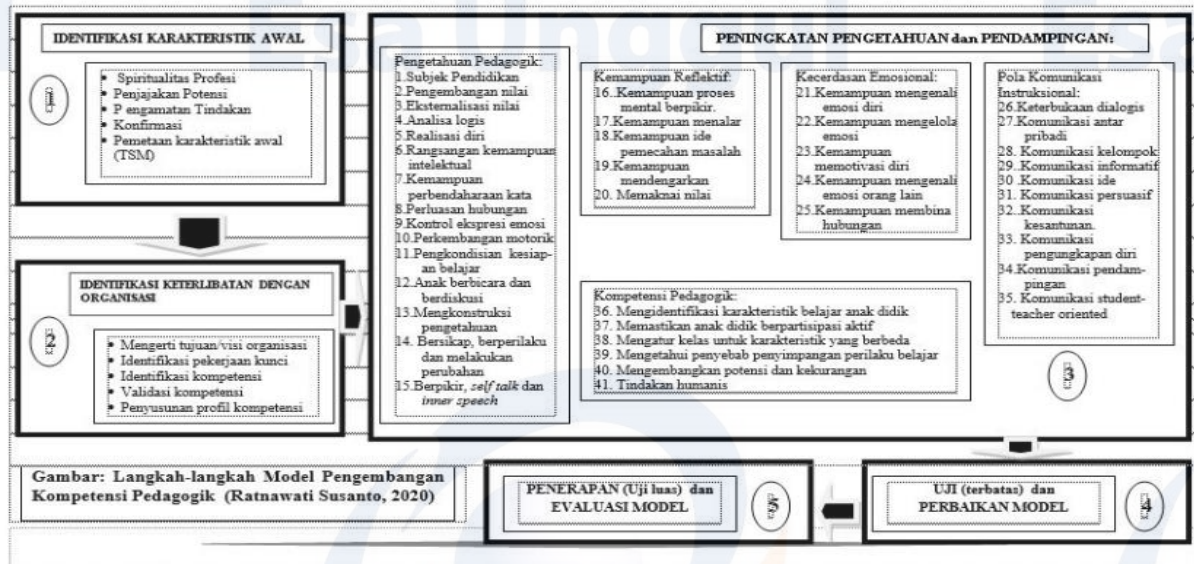 Esa Unggul
Esa
IDENTIFIKASI KARAKTERISTIK AWAL
1
• Spiritualitas Profesi
• Penjajakan Potensi
• P engamatan Tindakan
• Konfirmasi
• Pemetaan karakteristik awal
(TSM)
IDENTIFIKASI KETERLIBATAN DENGAN
ORGANISASI
2
• Mengerti tujuan/visi organisasi
• Identifikasi pekerjaan kunci
• Identifikasi kompetensi
• Validasi kompetensi
• Penyusunan profil kompetensi
PENINGKATAN PENGETAHUAN dan PENDAMPINGAN:
Pengetahuan Pedagogik:
1.Subjek Pendidikan
2.Pengembangan nilai
3.Eksternalisasi nilai
4.Analisa logis
5.Realisasi diri
6.Rangsangan kemampuan
intelektual
7.Kemampuan
perbendaharaan kata
8.Perluasan hubungan
9.Kontrol ekspresi emosi
10.Perkembangan motorik
11.Pengkondisian kesiap-
an belajar
12.Anak berbicara dan
berdiskusi
13.Mengkonstruksi
pengetahuan
14. Bersikap, berperilaku
dan melakukan
perubahan
15.Berpikir, self talk dan
inner speech
Kemampuan Reflektif:
16..Kemampuan proses
mental berpikir.
17.Kemampuan menalar
18.Kemampuan ide
pemecahan masalah
19.Kemampuan
mendengarkan
20. Memaknai nilai
Kecerdasan Emosional:
21.Kemampuan mengenali
emosi diri
22.Kemampuan mengelola
emosi
23.Kemampuan
memotivasi diri
24.Kemampuan mengenali
emosi orang lain
25.Kemampuan membina
hubungan
Pola Komunikasi
Instruksional:
26.Keterbukaan dialogis
27.Komunikasi antar
pribadi
28. Komunikasi kelompok
29..Komunikasi informatif
30 .Komunikasi ide
31. Komunikasi persuasif
32..Komunikasi
kesantunan.
33. Komunikasi
pengungkapan diri
34.Komunikasi pendam-
pingan
35. Komunikasi student-
teacher oriented
Kompetensi Pedagogik:
36. Mengidentifikasi karakteristik belajar anak didik
37. Memastikan anak didik berpartisipasi aktif
38. Mengatur kelas untuk karakteristik yang berbeda
39. Mengetahui penyebab penyimpangan perilaku belajar
40. Mengembangkan potensi dan kekurangan
41. Tindakan humanis
3
Gambar: Langkah-langkah Model Pengembangan
Kompetensi Pedagogik (Ratnawati Susanto, 2020)
PENERAPAN (Uji luas) dan
EVALUASI MODEL
5
UJI (terbatas) dan
PERBAIKAN MODEL
4